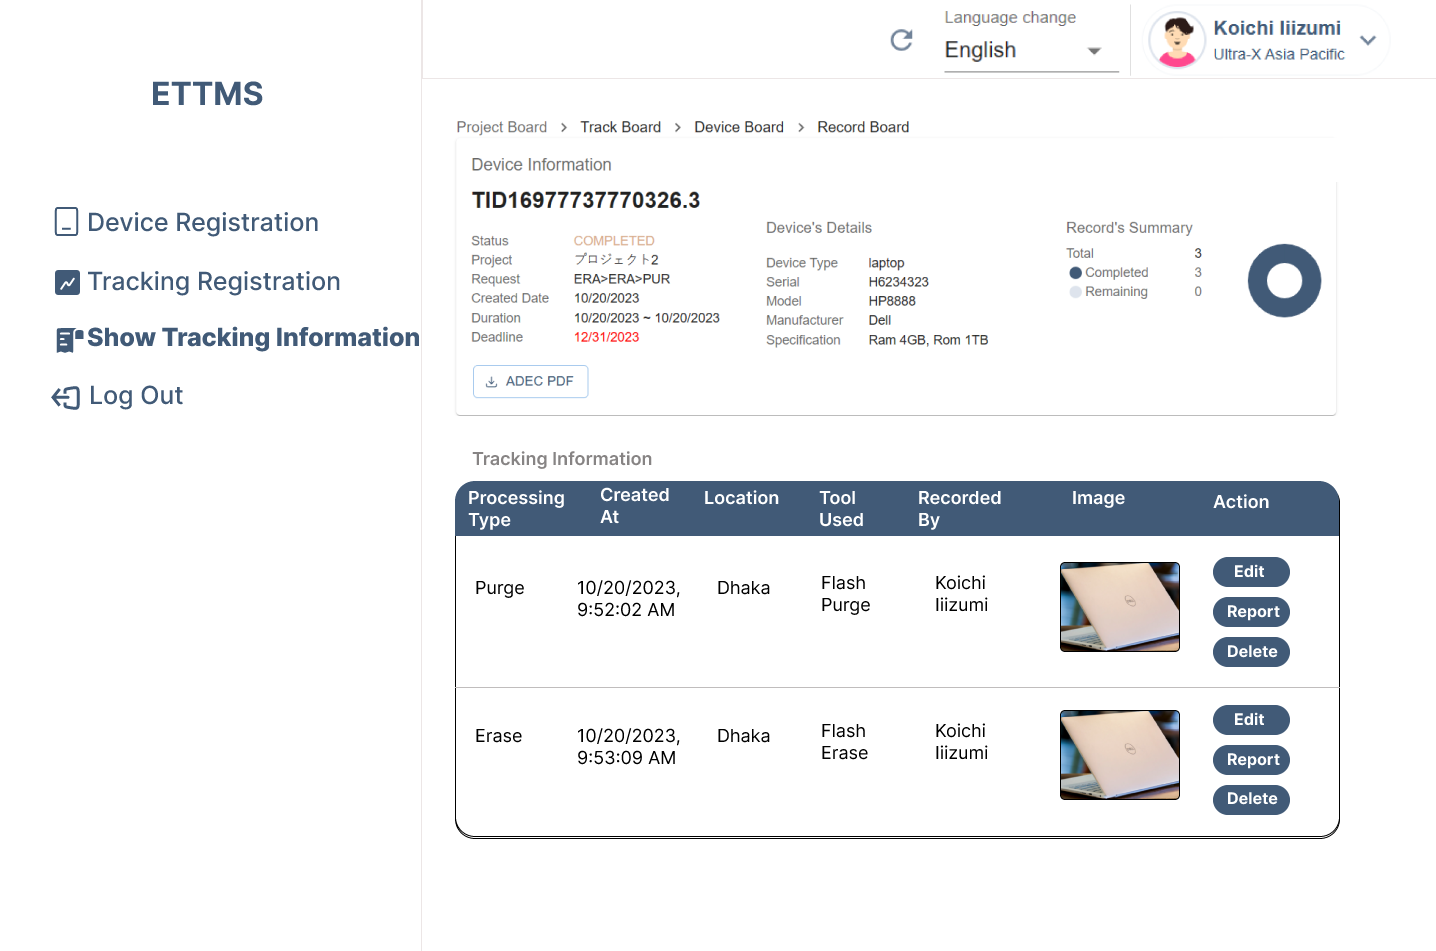 ETTMS
Device Registration
Tracking Registration
Show Tracking Information
Log Out
Language change
English
Koichi Iiizumi
Ultra-X Asia Pacific
Project Board > Track Board > Device Board > Record Board
Device Information
TID16977737770326.3
Status COMPLETED
Project プロジェクト2
Request ERA>ERA>PUR
Created Date 10/20/2023
Duration 10/20/2023 ~ 10/20/2023
Deadline 12/31/2023
ADEC PDF
Device's Details
Device Type laptop
Serial H6234323
Model HP8888
Manufacturer Dell
Specification Ram 4GB, Rom 1TB
Record's Summary
Total 3
Completed 3
Remaining 0
Tracking Information
Processing Type
Created At
Location
Tool Used
Recorded By
Image
Action
Purge
10/20/2023,
9:52:02 AM
Dhaka
Flash
Purge
Koichi
Iiizumi
Edit
Report
Delete
Erase
10/20/2023,
9:53:09 AM
Dhaka
Flash
Erase
Koichi
Iiizumi
Edit
Report
Delete